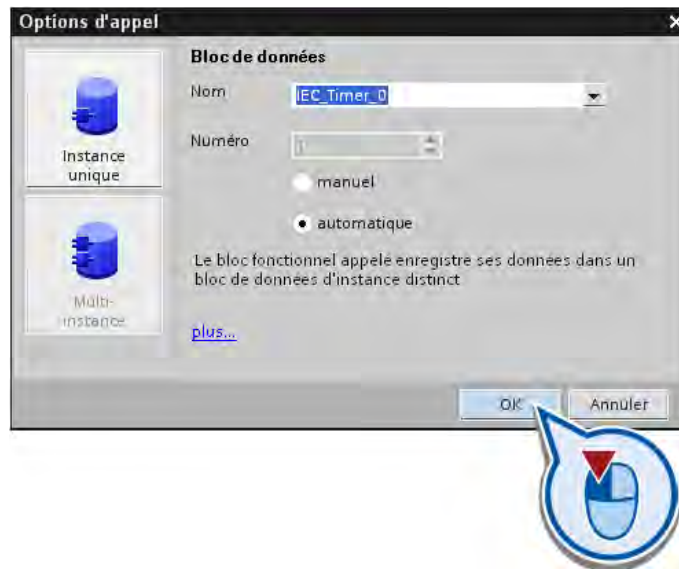 Options d'appel
Bloc de données
Nom
IEC_Timer_0
Numéro
1
manuel
automatique
Instance
unique
Multi-
instance
Le bloc fonctionnel appelé enregistre ses données dans un
bloc de données d'instance distinct
plus...
OK
Annuler